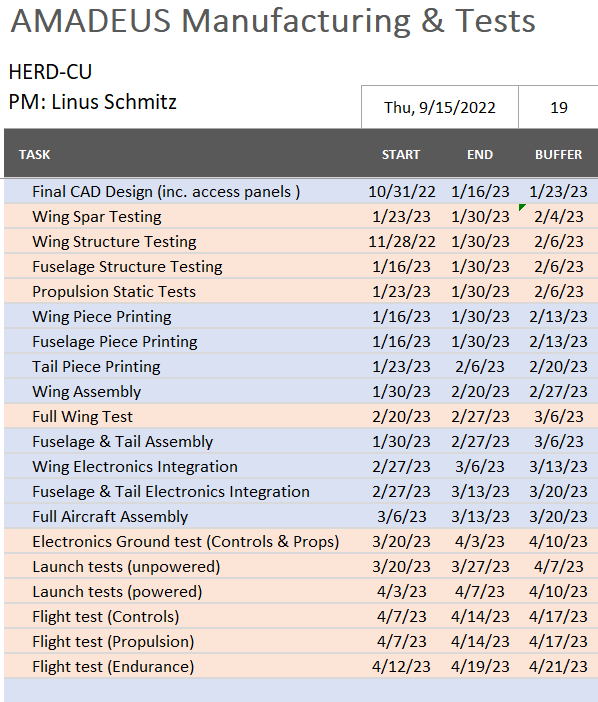 AMADEUS Manufacturing & Tests
HERD-CU
PM: Linus Schmitz
Thu, 9/15/2022 19
TASK START END BUFFER
Final CAD Design (inc. access panels ) 10/31/22 1/16/23 1/23/23
Wing Spar Testing 1/23/23 1/30/23 2/4/23
Wing Structure Testing 11/28/22 1/30/23 2/6/23
Fuselage Structure Testing 1/16/23 1/30/23 2/6/23
Propulsion Static Tests 1/23/23 1/30/23 2/6/23
Wing Piece Printing 1/16/23 1/30/23 2/13/23
Fuselage Piece Printing 1/16/23 1/30/23 2/13/23
Tail Piece Printing 1/23/23 2/6/23 2/20/23
Wing Assembly 1/30/23 2/20/23 2/27/23
Full Wing Test 2/20/23 2/27/23 3/6/23
Fuselage & Tail Assembly 1/30/23 2/27/23 3/6/23
Wing Electronics Integration 2/27/23 3/6/23 3/13/23
Fuselage & Tail Electronics Integration 2/27/23 3/13/23 3/20/23
Full Aircraft Assembly 3/6/23 3/13/23 3/20/23
Electronics Ground test (Controls & Props) 3/20/23 4/3/23 4/10/23
Launch tests (unpowered) 3/20/23 3/27/23 4/7/23
Launch tests (powered) 4/3/23 4/7/23 4/10/23
Flight test (Controls) 4/7/23 4/14/23 4/17/23
Flight test (Propulsion) 4/7/23 4/14/23 4/17/23
Flight test (Endurance) 4/12/23 4/19/23 4/21/23